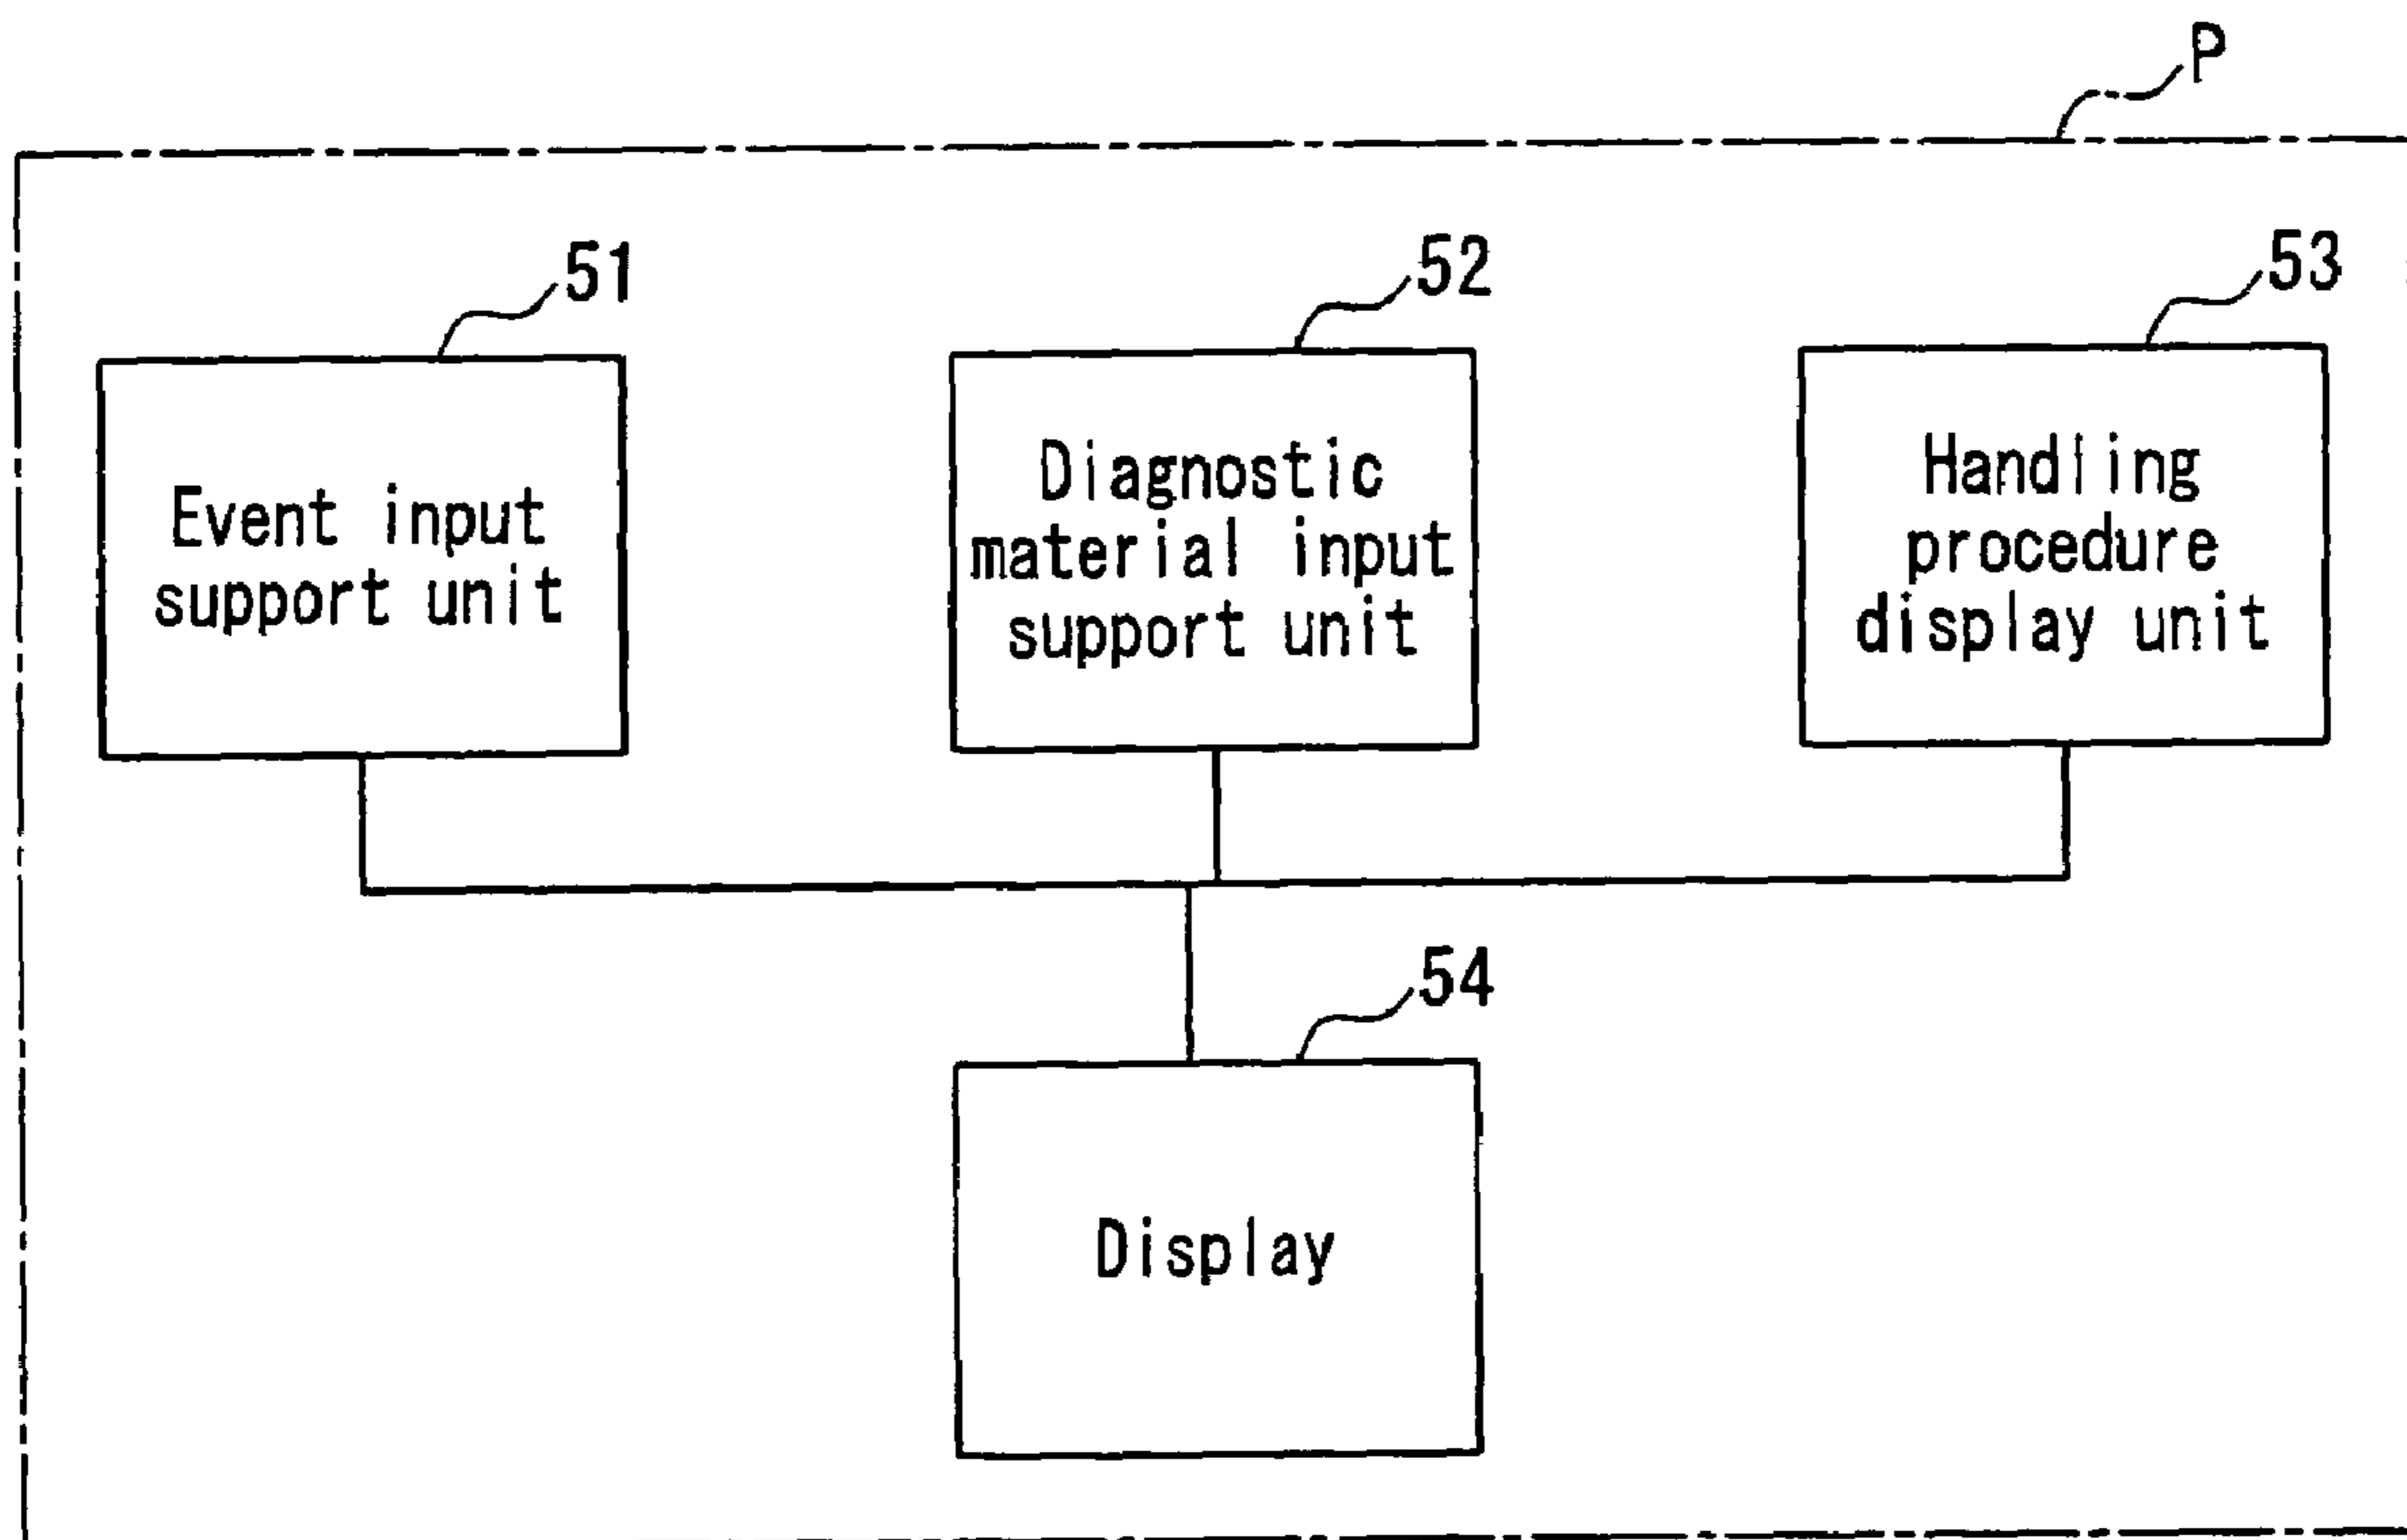 P
51
52
53
Event input
support unit
Diagnostic
material input
support unit
Handling
procedure
display unit
54
Display